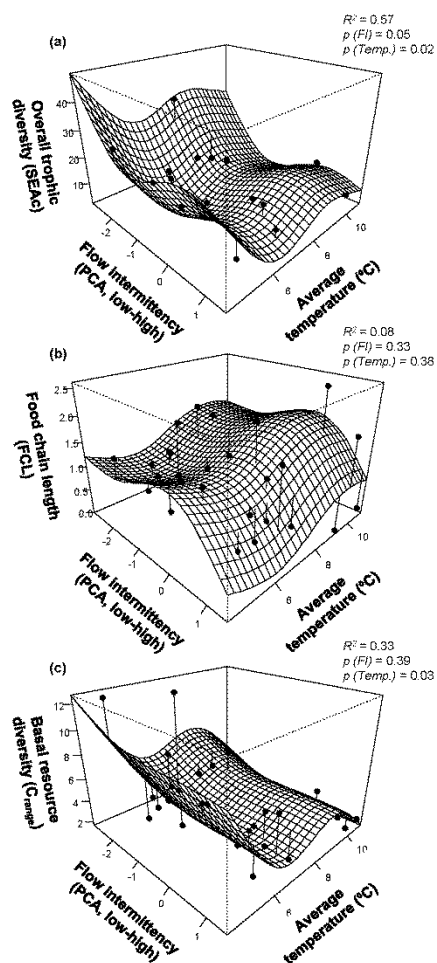 R² = 0.57
p (FI) = 0.05
p (Temp.) = 0.02
(a)
Overall trophic
diversity (SEAc)
40
30
20
10
-2
-1
0
1
Flow intermittency
(PCA, low-high)
6
8
10
Average
temperature (ºC)
R² = 0.08
p (FI) = 0.33
p (Temp.) = 0.38
(b)
Food chain length
(FCL)
2.5
2.0
1.5
1.0
0.5
0.0
-2
-1
0
1
Flow intermittency
(PCA, low-high)
6
8
10
Average
temperature (ºC)
R² = 0.33
p (FI) = 0.39
p (Temp.) = 0.03
(c)
Basal resource
diversity (Crange)
12
10
8
6
4
2
-2
-1
0
1
Flow intermittency
(PCA, low-high)
6
8
10
Average
temperature (ºC)